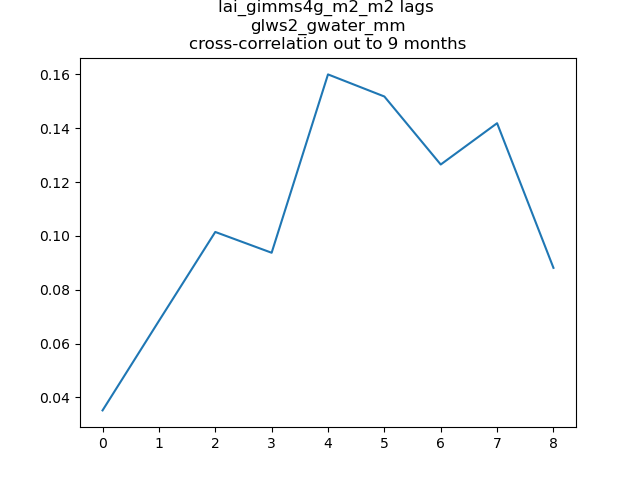 lai_gimms4g_m2_m2 lags
glws2_gwater_mm
cross-correlation out to 9 months
0.16
0.14
0.12
0.10
0.08
0.06
0.04
0 1 2 3 4 5 6 7 8